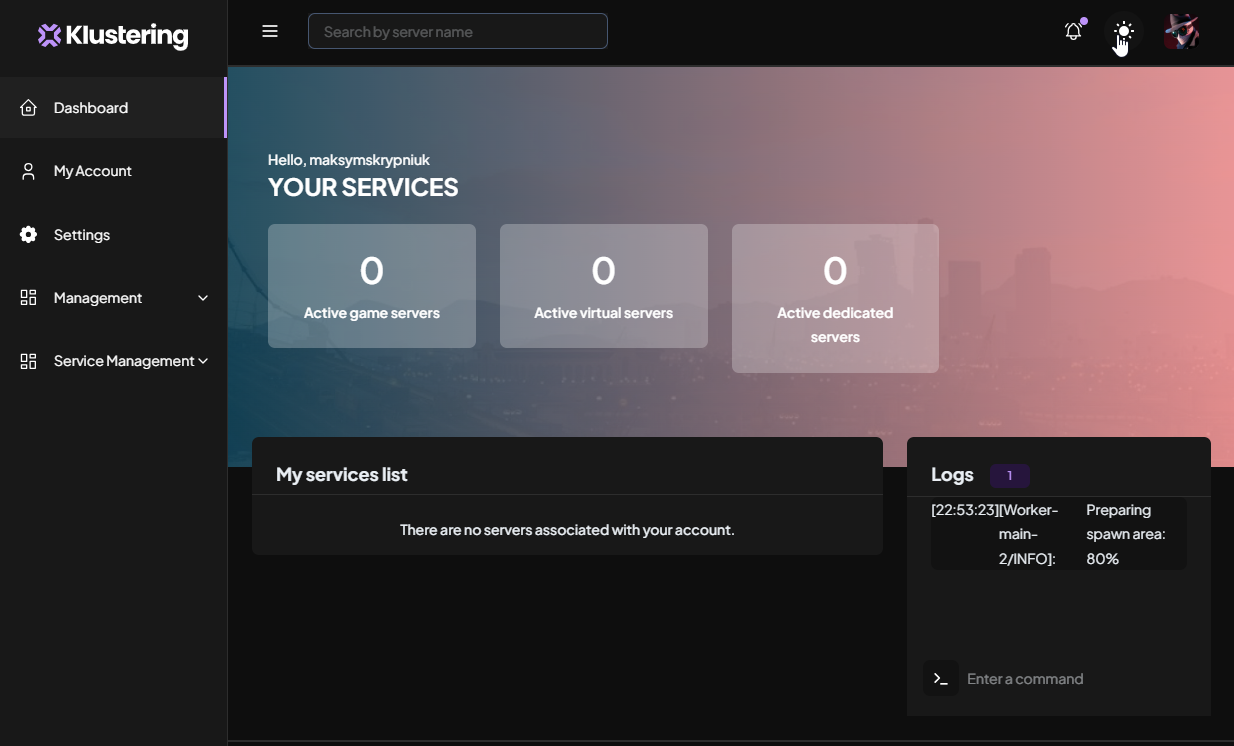 Klustering
Search by server name
Dashboard
My Account
Settings
Management
Service Management
Hello, maksymskrypniuk
YOUR SERVICES
0
Active game servers
0
Active virtual servers
0
Active dedicated
servers
My services list
There are no servers associated with your account.
Logs 1
[22:53:23][Worker- Preparing
main- spawn area:
2/INFO]: 80%
>_ Enter a command